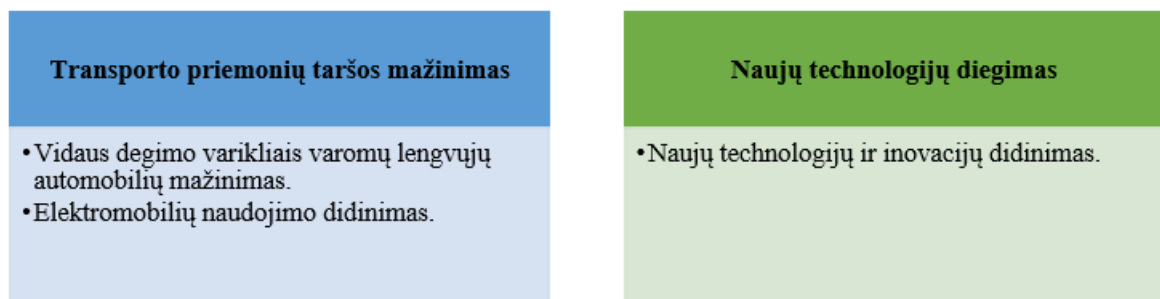 Transporto priemonių taršos mažinimas
•Vidaus degimo varikliais varomų lengvųjų
automobilių mažinimas.
•Elektromobilių naudojimo didinimas.
Naujų technologijų diegimas
•Naujų technologijų ir inovacijų didinimas.